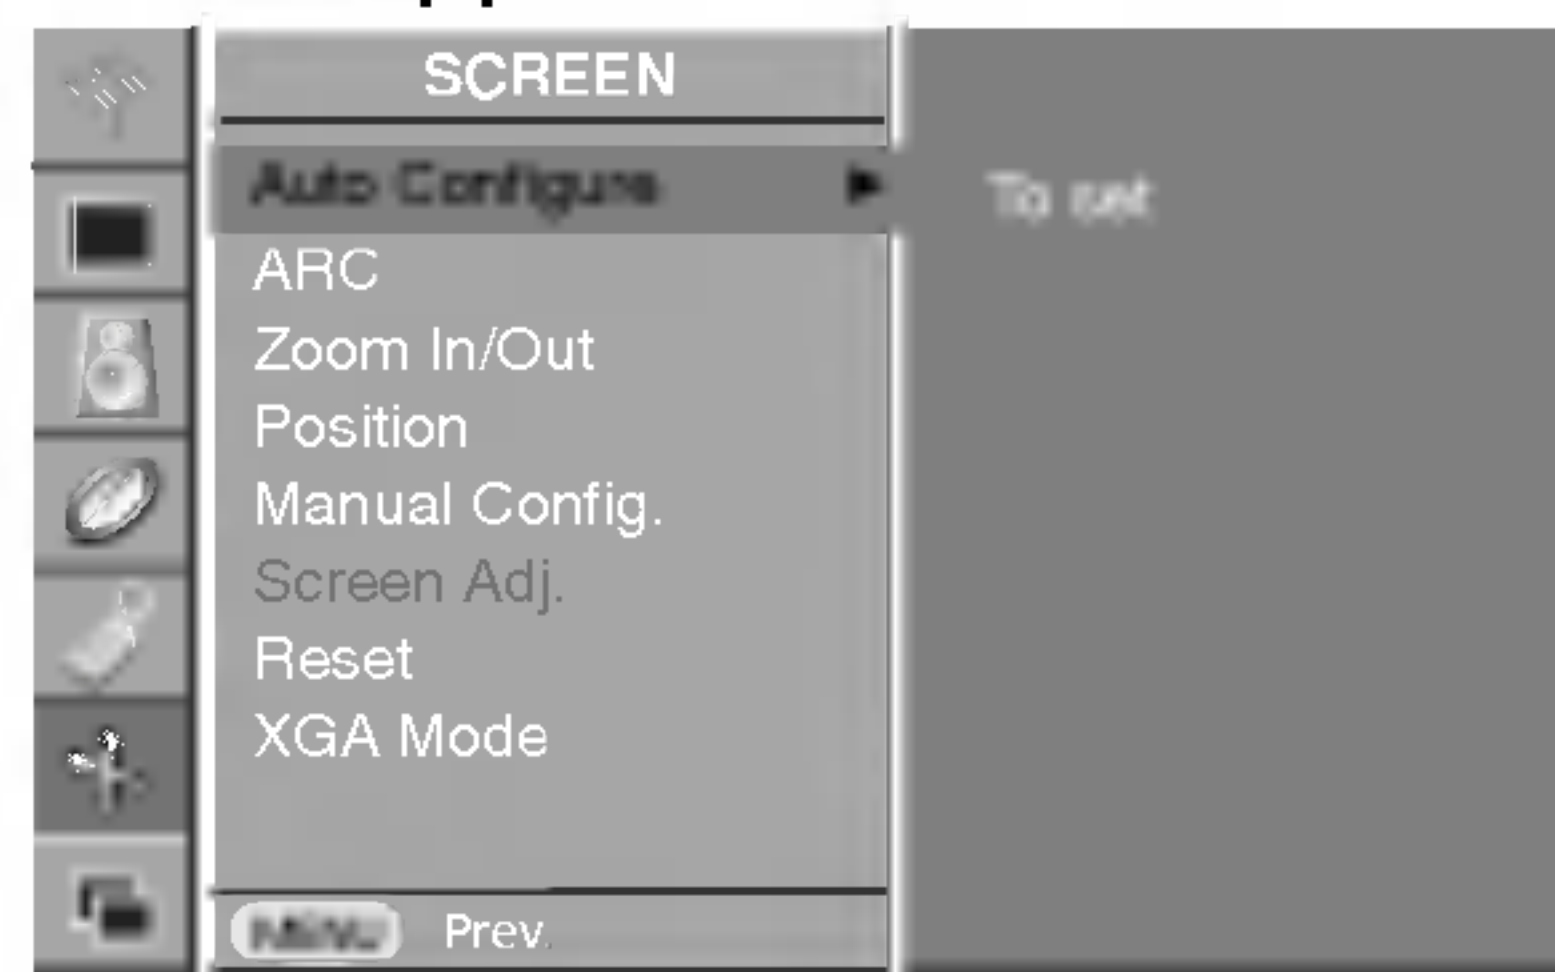 SCREEN
Auto Configure
To set
ARC
Zoom In/Out
Position
Manual Config.
Screen Adj.
Reset
XGA Mode
MENU Prev.